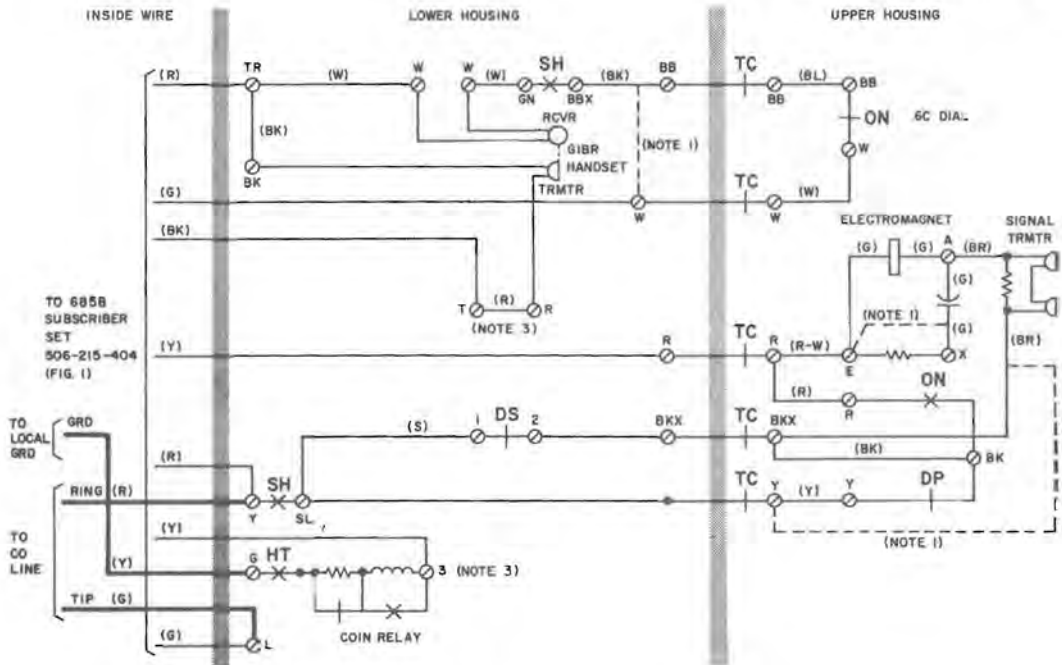 INSIDE WIRE LOWER HOUSING UPPER HOUSING
(R) TR (W) W W (W) SH (BK) BB TC (BL) BB
GN BBX BB
RCVR ON 6C DIAL
(BK) GIBR (NOTE 1) W
HANDSET
BK TRMTR
(G) W TC W (W)
ELECTROMAGNET SIGNAL TRMTR
(BK) (G) (G) A (BR)
(G)
T (R) R (NOTE 1)
(NOTE 3) (G) (BR)
TO 685B
SUBSCRIBER
SET
506-215-404
(FIG. 1)
(Y) R TC R (R-W) E X
(R) R ON
TO LOCAL GRD GRD
(S) 1 DS 2 BKX TC BKX
(BK) BK
(R)
RING (R) Y SH SL TC Y (Y) Y DP
TO CO LINE
(Y) (NOTE 1)
(Y) G HT 3 (NOTE 3)
TIP (G) COIN RELAY
(G) L